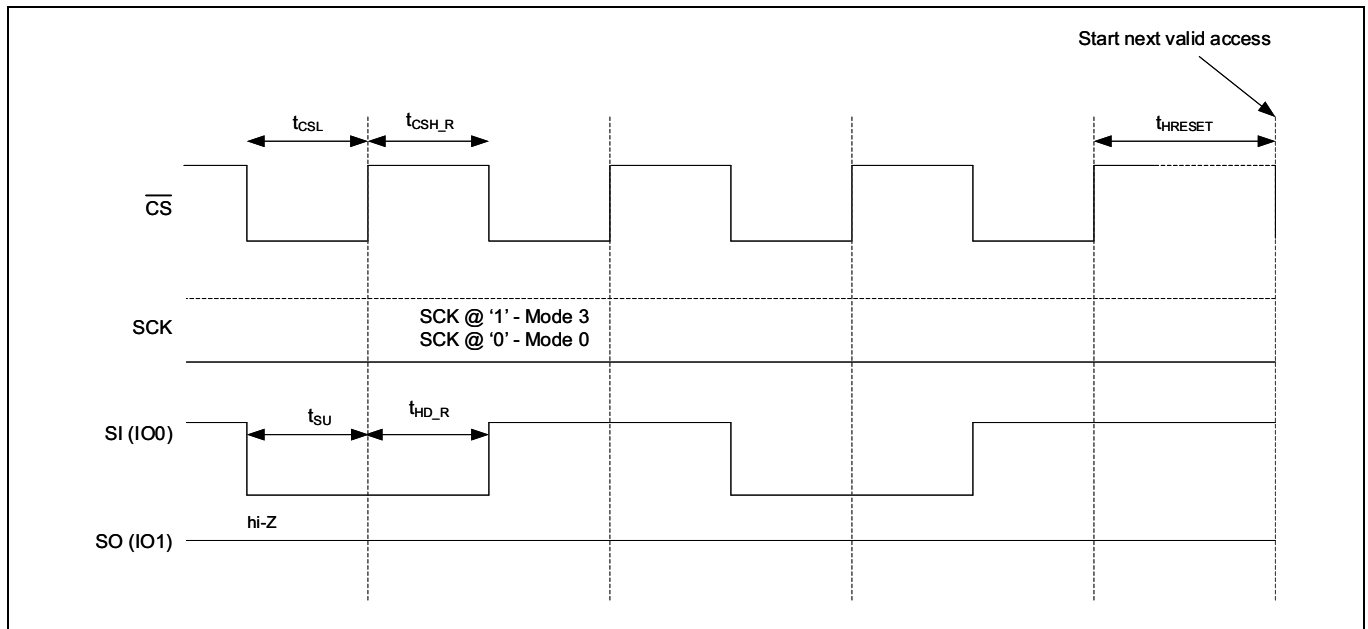 Start next valid access
tCSL
tCSH_R
tHRESET
CS
SCK
SCK @ ‘1’ - Mode 3
SCK @ ‘0’ - Mode 0
tSU
tHD_R
SI (IO0)
hi-Z
SO (IO1)